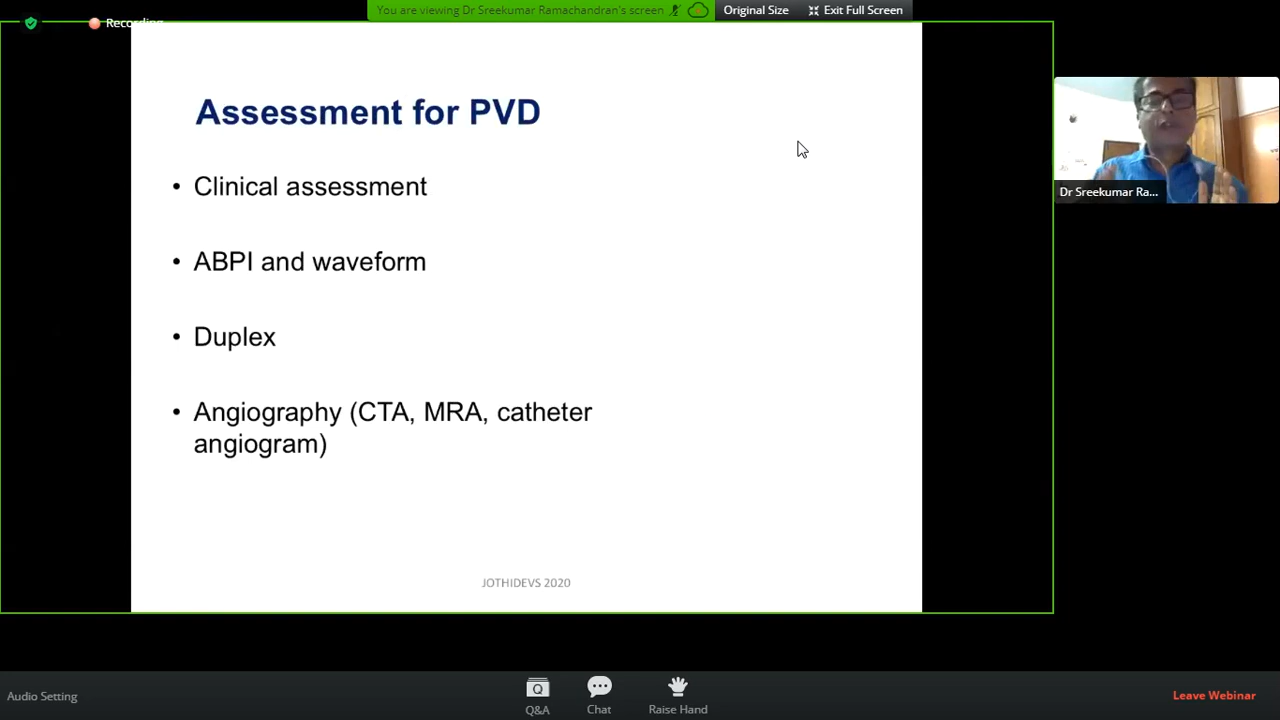 You are viewing Dr Sreekumar Ramachandran's screen
Original Size
Exit Full Screen
Recording
Assessment for PVD
• Clinical assessment
• ABPI and waveform
• Duplex
• Angiography (CTA, MRA, catheter
angiogram)
JOTHIDEVS 2020
Dr Sreekumar Ra...
Audio Setting
Q&A
Chat
Raise Hand
Leave Webinar